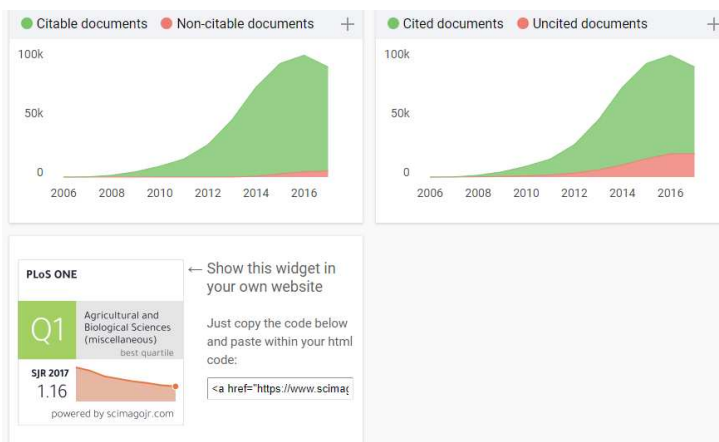 Citable documents Non-citable documents +
100k
50k
0
2006 2008 2010 2012 2014 2016
Cited documents Uncited documents +
100k
50k
0
2006 2008 2010 2012 2014 2016
PLoS ONE
Q1
Agricultural and
Biological Sciences
(miscellaneous)
best quartile
SJR 2017
1.16
powered by scimagojr.com
← Show this widget in
your own website
Just copy the code below
and paste within your html
code:
<a href="https://www.scimag